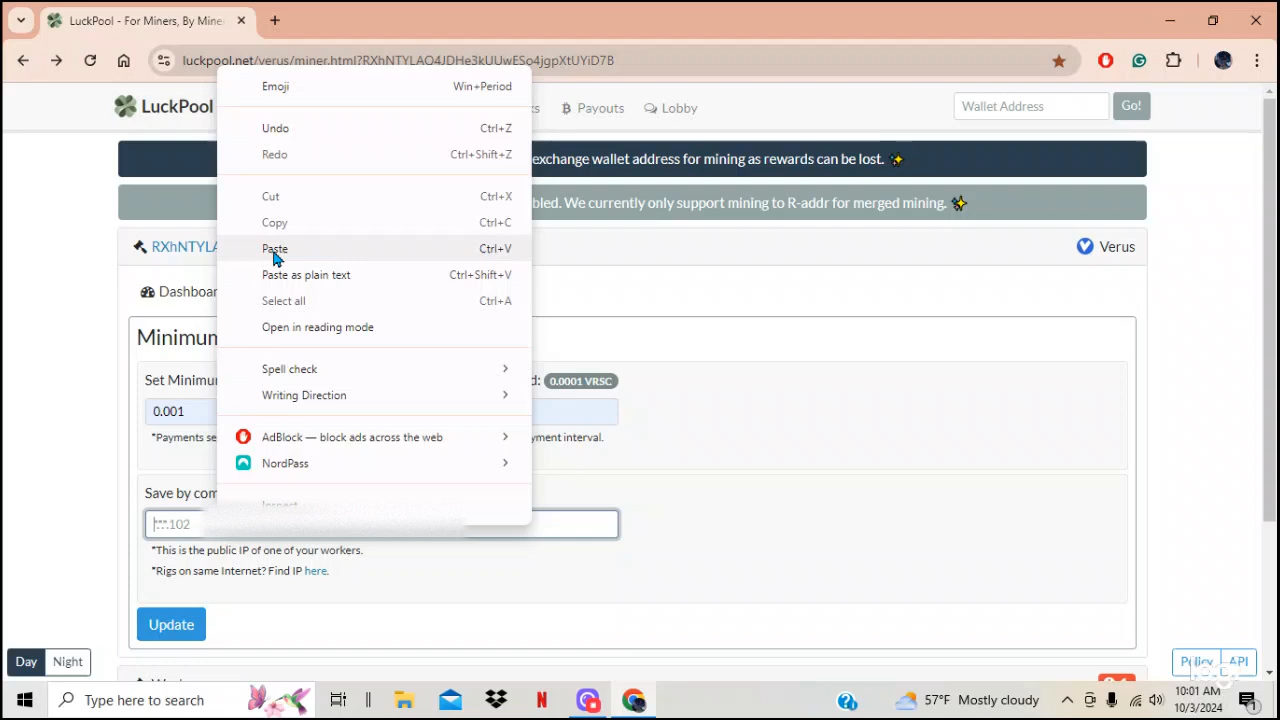 LuckPool - For Miners, By Mine
luckpool.net/verus/miner.html?RXhNTYLAQ4JDHe3kUUwESo4jgpXtUYiD7B
LuckPool
Payouts
Lobby
Wallet Address
Go!
exchange wallet address for mining as rewards can be lost.
bled. We currently only support mining to R-addr for merged mining.
RXhNTYLA
Verus
Dashboar
Minimum
Set Minimu
d: 0.0001 VRSC
0.001
*Payments se
yment interval.
Save by com
:*:*:102
*This is the public IP of one of your workers.
*Rigs on same Internet? Find IP here.
Update
Day
Night
Policy
API
Emoji
Win+Period
Undo
Ctrl+Z
Redo
Ctrl+Shift+Z
Cut
Ctrl+X
Copy
Ctrl+C
Paste
Ctrl+V
Paste as plain text
Ctrl+Shift+V
Select all
Ctrl+A
Open in reading mode
Spell check
Writing Direction
AdBlock — block ads across the web
NordPass
Inspect
Type here to search
57°F Mostly cloudy
10:01 AM
10/3/2024